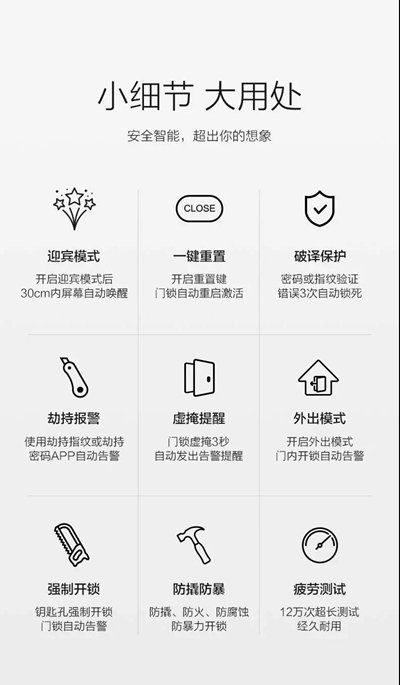 小细节 大用处
安全智能，超出你的想象
CLOSE
迎宾模式
开启迎宾模式后
30cm内屏幕自动唤醒
一键重置
开启重置键
门锁自动重启激活
破译保护
密码或指纹验证
错误3次自动锁死
劫持报警
使用劫持指纹或劫持
密码APP自动告警
虚掩提醒
门锁虚掩3秒
自动发出告警提醒
外出模式
开启外出模式
门内开锁自动告警
强制开锁
钥匙孔强制开锁
门锁自动告警
防撬防暴
防撬、防火、防腐蚀
防暴力开锁
疲劳测试
12万次超长测试
经久耐用